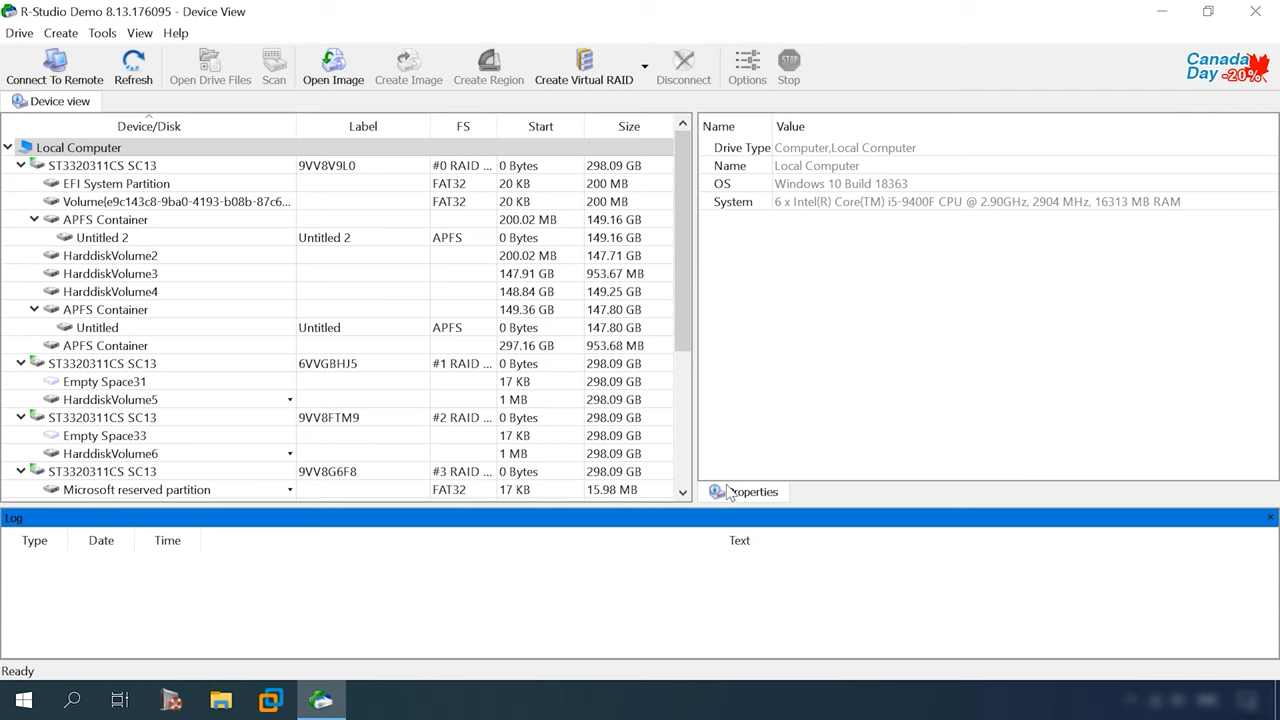 R-Studio Demo 8.13.176095 - Device View
Drive Create Tools View Help
Connect To Remote Refresh Open Drive Files Scan Open Image Create Image Create Region Create Virtual RAID Disconnect Options Stop
Canada
Day -20%
Device view
Device/Disk Label FS Start Size
Local Computer
ST3320311CS SC13 9VV8V9L0 #0 RAID ... 0 Bytes 298.09 GB
EFI System Partition FAT32 20 KB 200 MB
Volume{e9c143c8-9ba0-4193-b08b-87c6... FAT32 20 KB 200 MB
APFS Container 200.02 MB 149.16 GB
Untitled 2 Untitled 2 APFS 0 Bytes 149.16 GB
HarddiskVolume2 200.02 MB 147.71 GB
HarddiskVolume3 147.91 GB 953.67 MB
HarddiskVolume4 148.84 GB 149.25 GB
APFS Container 149.36 GB 147.80 GB
Untitled Untitled APFS 0 Bytes 147.80 GB
APFS Container 297.16 GB 953.68 MB
ST3320311CS SC13 6VVGBHJ5 #1 RAID ... 0 Bytes 298.09 GB
Empty Space31 17 KB 298.09 GB
HarddiskVolume5 1 MB 298.09 GB
ST3320311CS SC13 9VV8FTM9 #2 RAID ... 0 Bytes 298.09 GB
Empty Space33 17 KB 298.09 GB
HarddiskVolume6 1 MB 298.09 GB
ST3320311CS SC13 9VV8G6F8 #3 RAID ... 0 Bytes 298.09 GB
Microsoft reserved partition FAT32 17 KB 15.98 MB
Name Value
Drive Type Computer,Local Computer
Name Local Computer
OS Windows 10 Build 18363
System 6 x Intel(R) Core(TM) i5-9400F CPU @ 2.90GHz, 2904 MHz, 16313 MB RAM
Properties
Log
Type Date Time Text
Ready